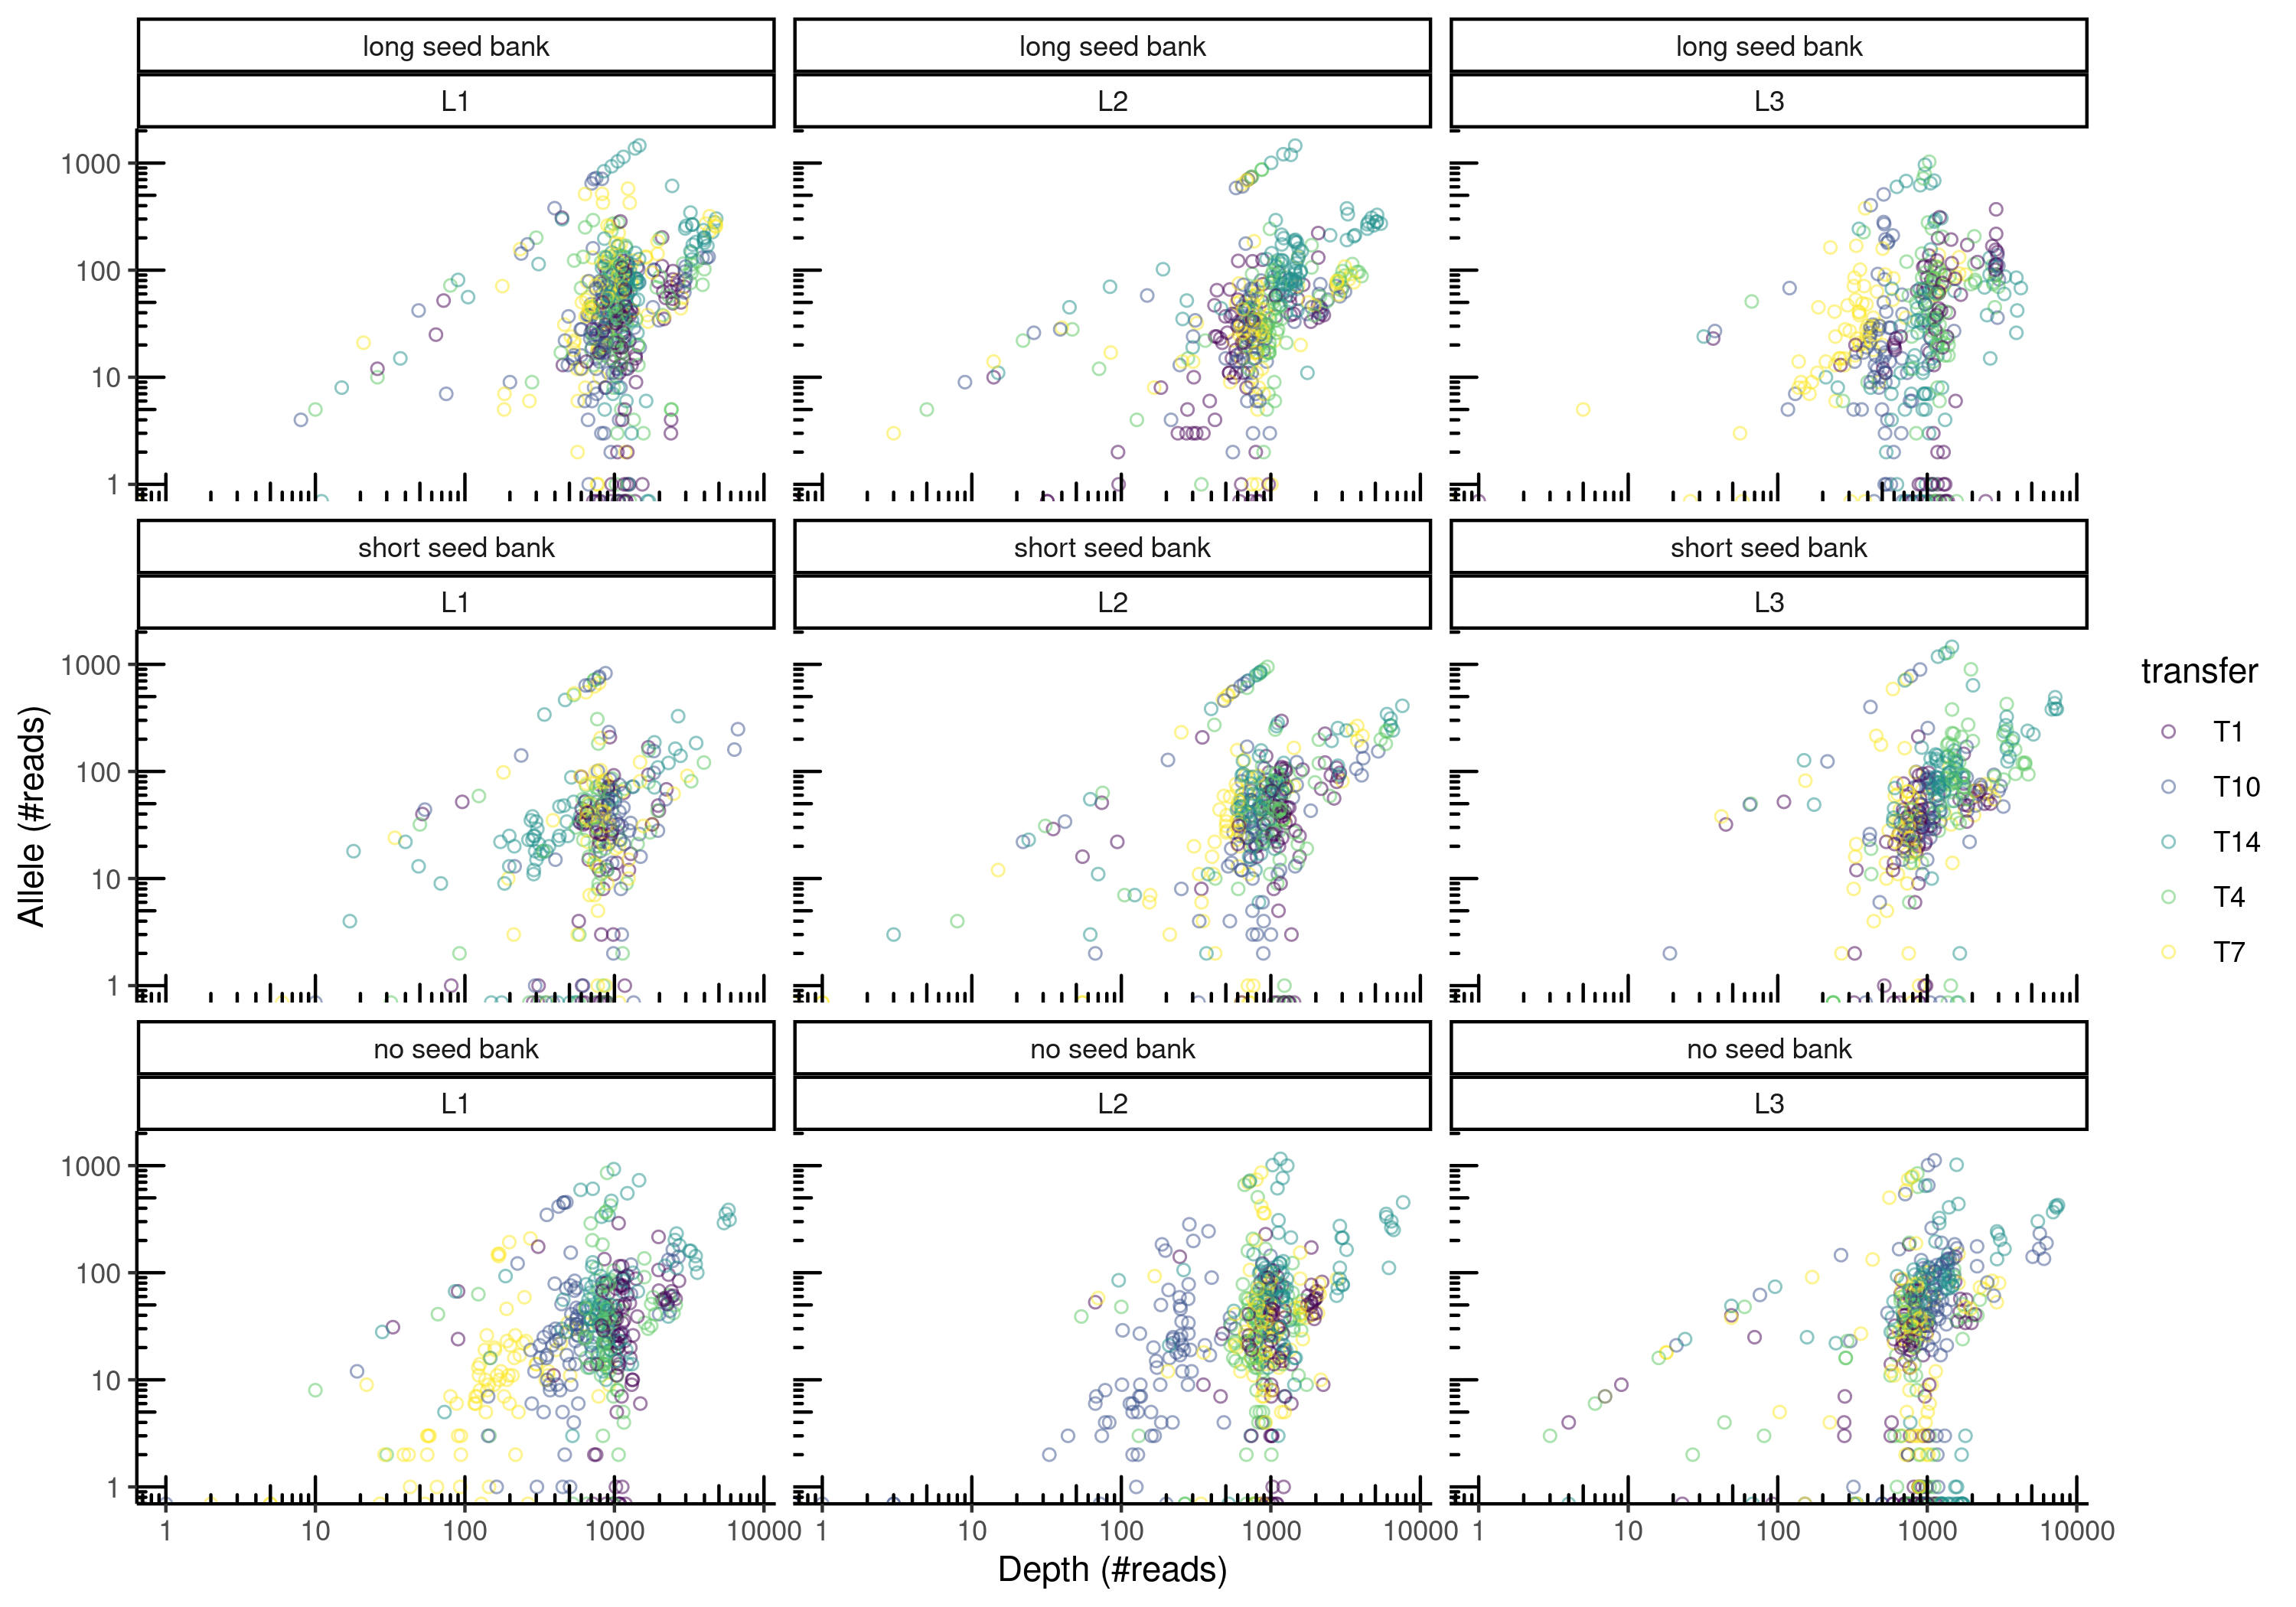 long seed bank long seed bank long seed bank
L1 L2 L3
1000
100
10
1
short seed bank short seed bank short seed bank
L1 L2 L3
1000
100
10
1
no seed bank no seed bank no seed bank
L1 L2 L3
1000
100
10
1
1 10 100 1000 10000 1 10 100 1000 10000 1 10 100 1000 10000
Depth (#reads)
Allele (#reads)
transfer
T1
T10
T14
T4
T7